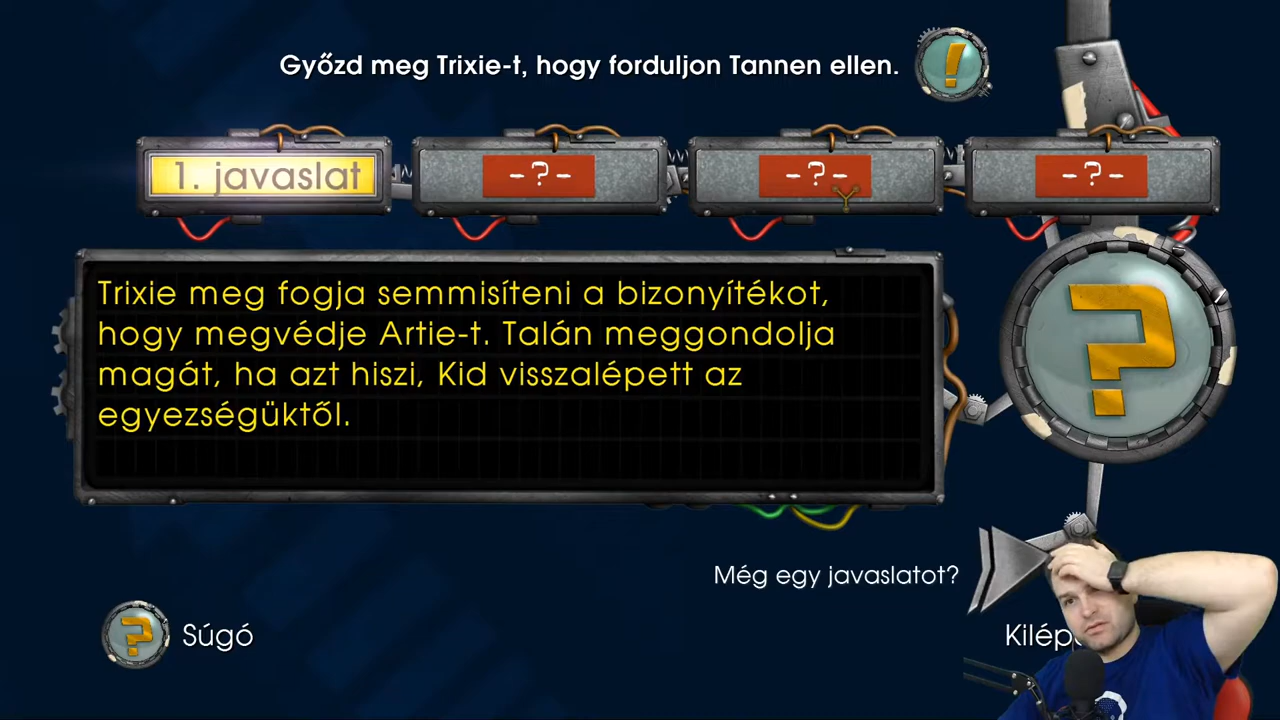 Győzd meg Trixie-t, hogy forduljon Tannen ellen.
1. javaslat
-?-
-?-
-?-
Trixie meg fogja semmisíteni a bizonyítékot,
hogy megvédje Artie-t. Talán meggondolja
magát, ha azt hiszi, Kid visszalépett az
egyezségüktől.
Még egy javaslatot?
Súgó